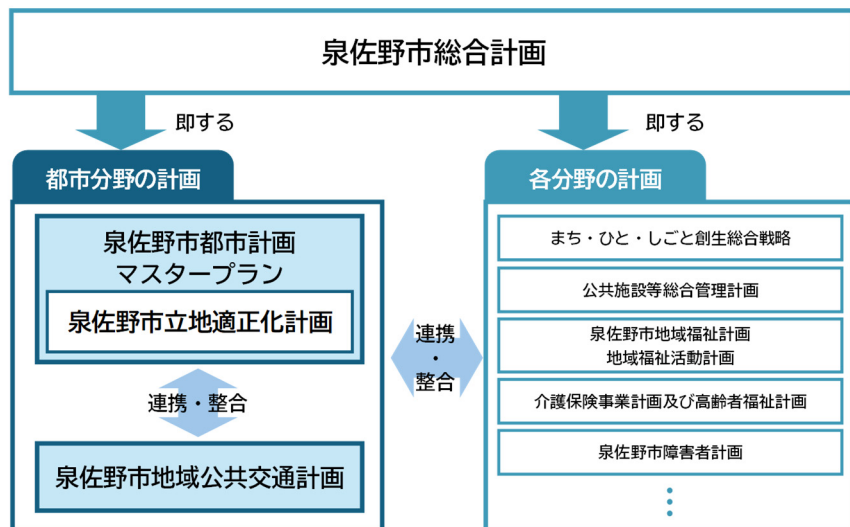 泉佐野市総合計画
即する
即する
都市分野の計画
泉佐野市都市計画
マスタープラン
泉佐野市立地適正化計画
連携・整合
泉佐野市地域公共交通計画
連携
・
整合
各分野の計画
まち・ひと・しごと創生総合戦略
公共施設等総合管理計画
泉佐野市地域福祉計画
地域福祉活動計画
介護保険事業計画及び高齢者福祉計画
泉佐野市障害者計画